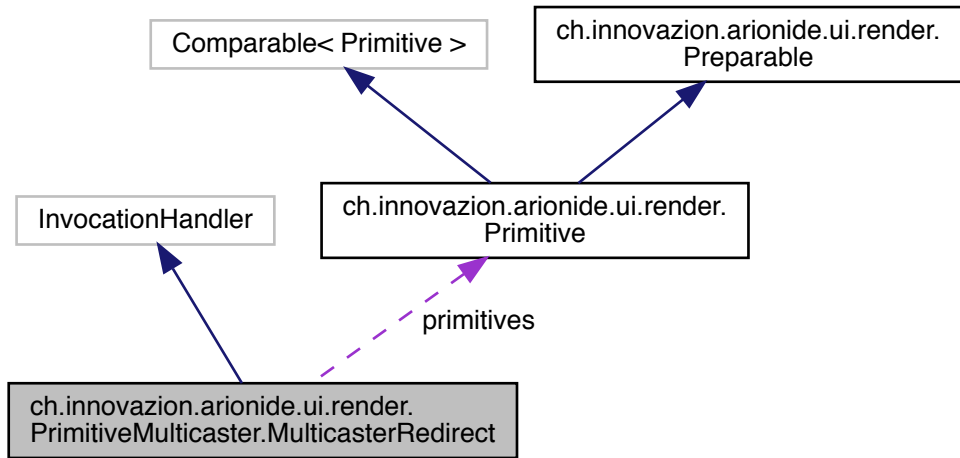 Comparable< Primitive >
ch.innovazion.arionide.ui.render.
Preparable
ch.innovazion.arionide.ui.render.
Primitive
InvocationHandler
primitives
ch.innovazion.arionide.ui.render.
PrimitiveMulticaster.MulticasterRedirect